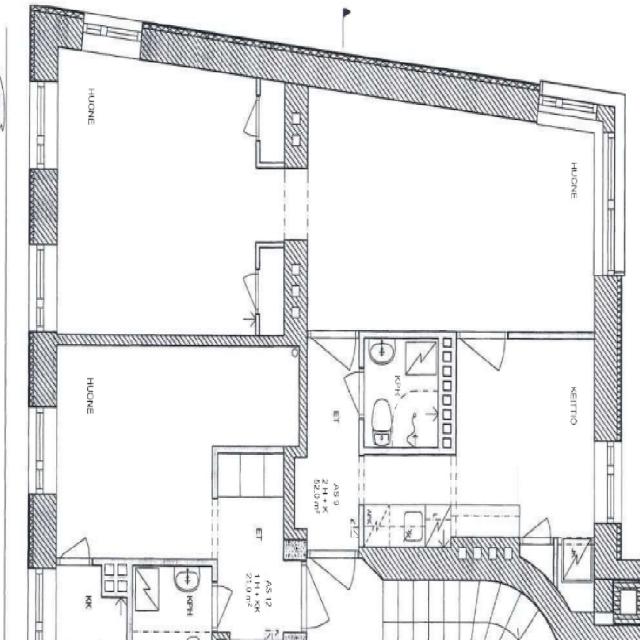 HUONE
HUONE
KEITTIÖ
KPH
ET
AS 9
2 H + K
52.0 m²
HUONE
ET
AS 12
1 H + KK
21.0 m²
KPH
KK